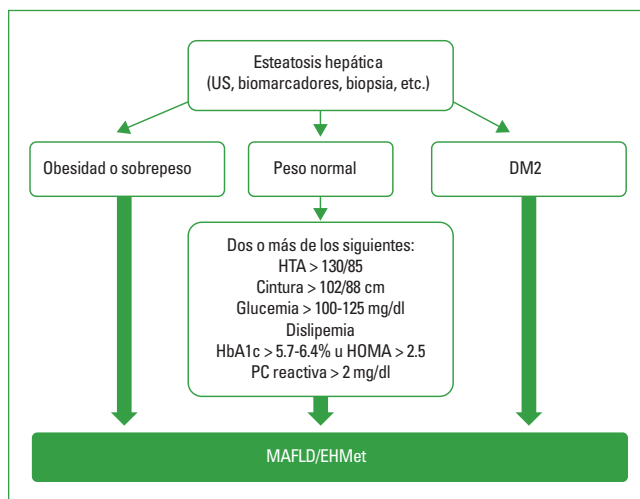 Esteatosis hepática
(US, biomarcadores, biopsia, etc.)
Obesidad o sobrepeso
Peso normal
DM2
Dos o más de los siguientes:
HTA > 130/85
Cintura > 102/88 cm
Glucemia > 100-125 mg/dl
Dislipemia
HbA1c > 5.7-6.4% u HOMA > 2.5
PC reactiva > 2 mg/dl
MAFLD/EHMet